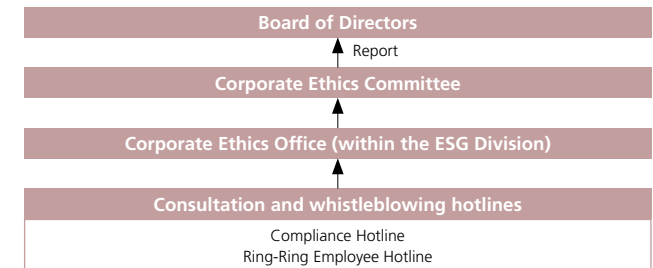 Board of Directors
Report
Corporate Ethics Committee
Corporate Ethics Office (within the ESG Division)
Consultation and whistleblowing hotlines
Compliance Hotline
Ring-Ring Employee Hotline